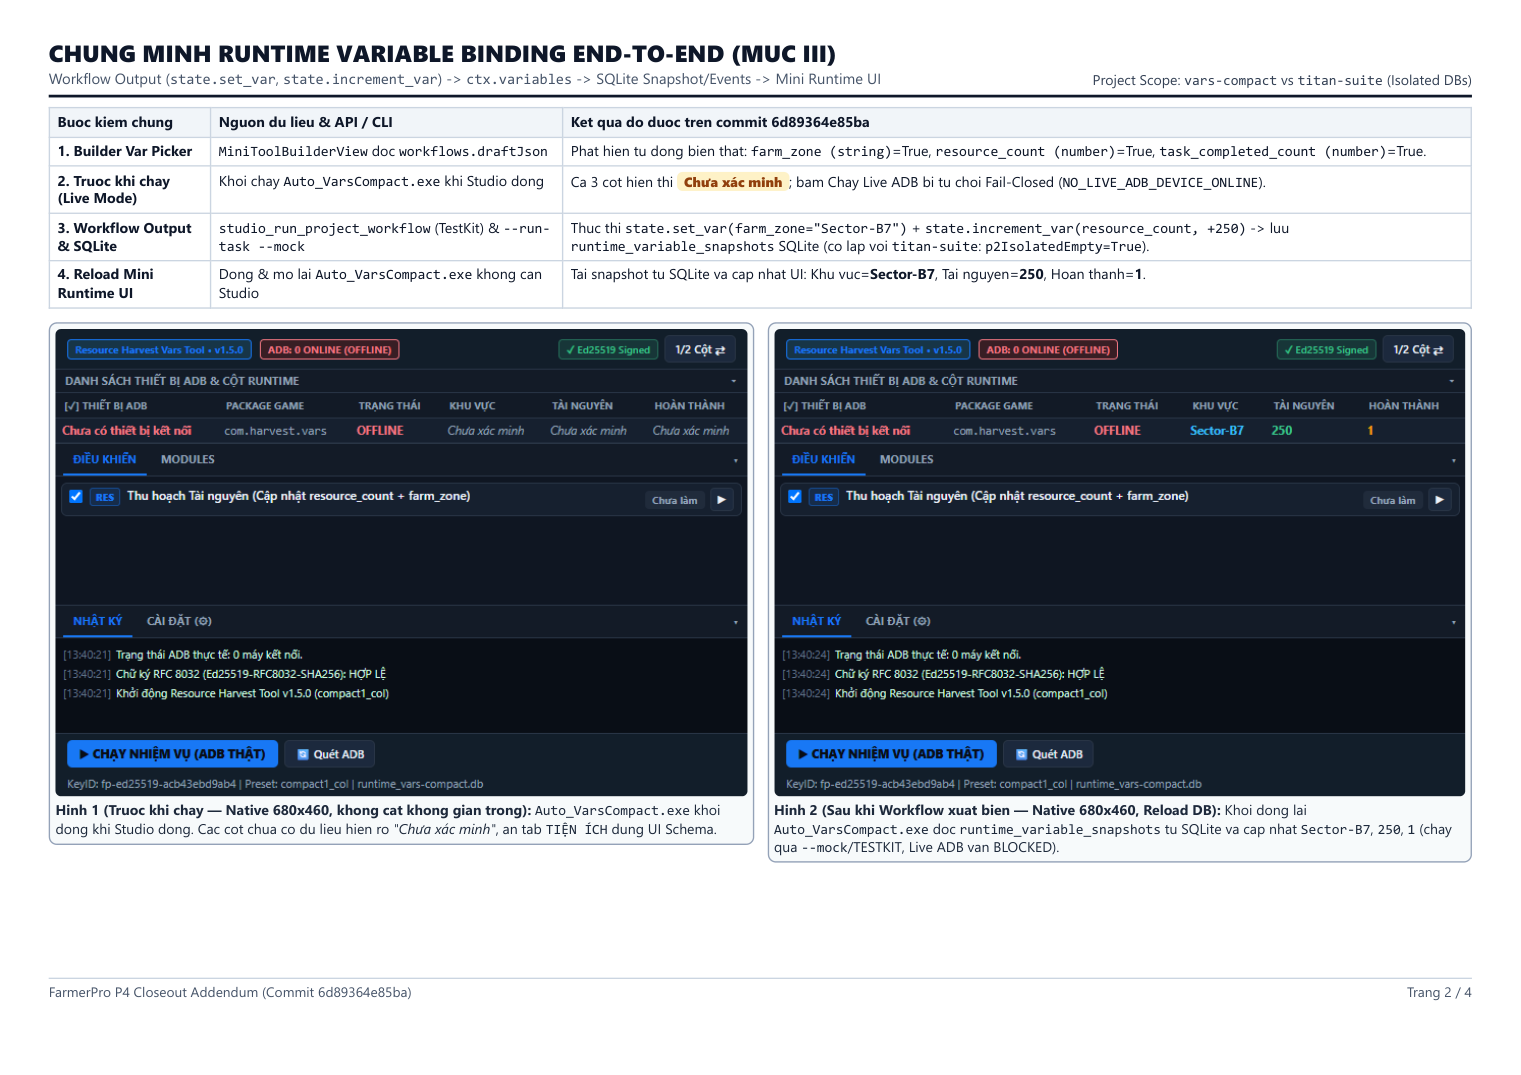 CHUNG MINH RUNTIME VARIABLE BINDING END-TO-END (MUC III)
Workflow Output (state.set_var, state.increment_var) -> ctx.variables -> SQLite Snapshot/Events -> Mini Runtime UI
Project Scope: vars-compact vs titan-suite (Isolated DBs)
Buoc kiem chung
Nguon du lieu & API / CLI
Ket qua do duoc tren commit 6d89364e85ba
1. Builder Var Picker
MiniToolBuilderView doc workflows.draftJson
Phat hien tu dong bien that: farm_zone (string)=True, resource_count (number)=True, task_completed_count (number)=True.
2. Truoc khi chay
(Live Mode)
Khoi chay Auto_VarsCompact.exe khi Studio dong
Ca 3 cot hien thi Chưa xác minh; bam Chay Live ADB bi tu choi Fail-Closed (NO_LIVE_ADB_DEVICE_ONLINE).
3. Workflow Output
& SQLite
studio_run_project_workflow (TestKit) & --run-
task --mock
Thuc thi state.set_var(farm_zone="Sector-B7") + state.increment_var(resource_count, +250) -> luu
runtime_variable_snapshots SQLite (co lap voi titan-suite: p2IsolatedEmpty=True).
4. Reload Mini
Runtime UI
Dong & mo lai Auto_VarsCompact.exe khong can
Studio
Tai snapshot tu SQLite va cap nhat UI: Khu vuc=Sector-B7, Tai nguyen=250, Hoan thanh=1.
Resource Harvest Vars Tool • v1.5.0
ADB: 0 ONLINE (OFFLINE)
✓ Ed25519 Signed
1/2 Cột ⇄
DANH SÁCH THIẾT BỊ ADB & CỘT RUNTIME
[✓] THIẾT BỊ ADB
PACKAGE GAME
TRẠNG THÁI
KHU VỰC
TÀI NGUYÊN
HOÀN THÀNH
Chưa có thiết bị kết nối
com.harvest.vars
OFFLINE
Chưa xác minh
Chưa xác minh
Chưa xác minh
ĐIỀU KHIỂN
MODULES
RES
Thu hoạch Tài nguyên (Cập nhật resource_count + farm_zone)
Chưa làm
▶
NHẬT KÝ
CÀI ĐẶT (⚙)
[13:40:21] Trạng thái ADB thực tế: 0 máy kết nối.
[13:40:21] Chữ ký RFC 8032 (Ed25519-RFC8032-SHA256): HỢP LỆ
[13:40:21] Khởi động Resource Harvest Tool v1.5.0 (compact1_col)
▶ CHẠY NHIỆM VỤ (ADB THẬT)
Quét ADB
KeyID: fp-ed25519-acb43ebd9ab4 | Preset: compact1_col | runtime_vars-compact.db
Hinh 1 (Truoc khi chay — Native 680x460, khong cat khong gian trong): Auto_VarsCompact.exe khoi
dong khi Studio dong. Cac cot chua co du lieu hien ro "Chưa xác minh", an tab TIỆN ÍCH dung UI Schema.
Resource Harvest Vars Tool • v1.5.0
ADB: 0 ONLINE (OFFLINE)
✓ Ed25519 Signed
1/2 Cột ⇄
DANH SÁCH THIẾT BỊ ADB & CỘT RUNTIME
[✓] THIẾT BỊ ADB
PACKAGE GAME
TRẠNG THÁI
KHU VỰC
TÀI NGUYÊN
HOÀN THÀNH
Chưa có thiết bị kết nối
com.harvest.vars
OFFLINE
Sector-B7
250
1
ĐIỀU KHIỂN
MODULES
RES
Thu hoạch Tài nguyên (Cập nhật resource_count + farm_zone)
Chưa làm
▶
NHẬT KÝ
CÀI ĐẶT (⚙)
[13:40:24] Trạng thái ADB thực tế: 0 máy kết nối.
[13:40:24] Chữ ký RFC 8032 (Ed25519-RFC8032-SHA256): HỢP LỆ
[13:40:24] Khởi động Resource Harvest Tool v1.5.0 (compact1_col)
▶ CHẠY NHIỆM VỤ (ADB THẬT)
Quét ADB
KeyID: fp-ed25519-acb43ebd9ab4 | Preset: compact1_col | runtime_vars-compact.db
Hinh 2 (Sau khi Workflow xuat bien — Native 680x460, Reload DB): Khoi dong lai
Auto_VarsCompact.exe doc runtime_variable_snapshots tu SQLite va cap nhat Sector-B7, 250, 1 (chay
qua --mock/TESTKIT, Live ADB van BLOCKED).
FarmerPro P4 Closeout Addendum (Commit 6d89364e85ba)
Trang 2 / 4